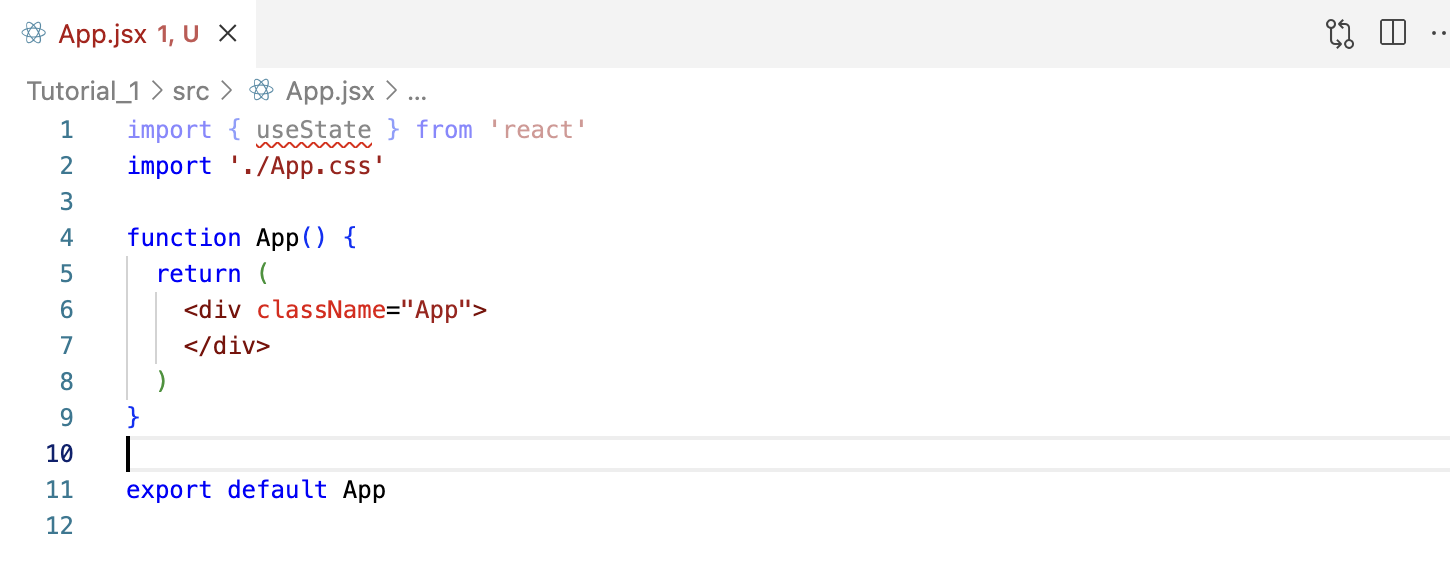 App.jsx 1, U
Tutorial_1 > src > App.jsx > ...
1 import { useState } from 'react'
2 import './App.css'
3
4 function App() {
5   return (
6     <div className="App">
7     </div>
8   )
9 }
10
11 export default App
12